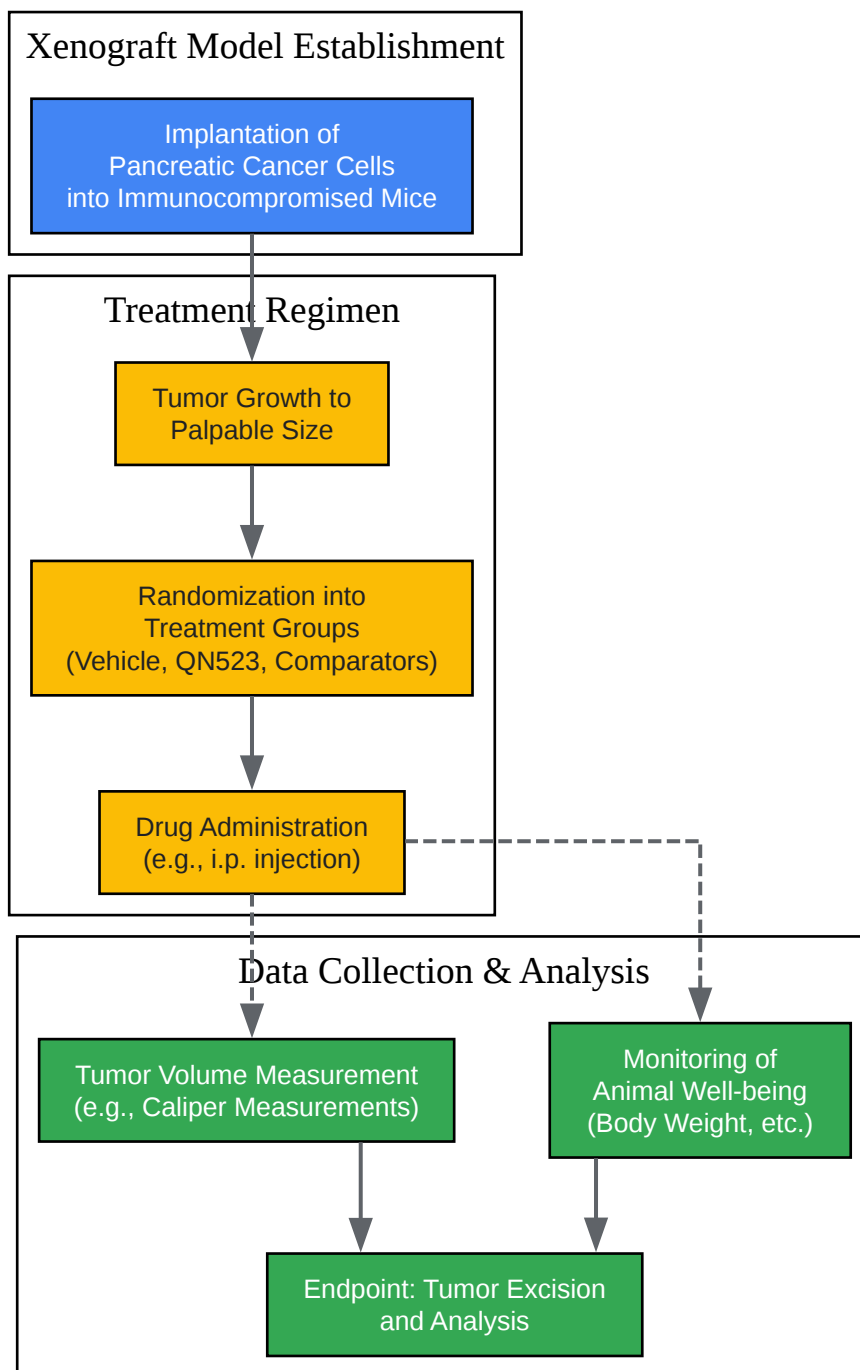 Xenograft Model Establishment
Implantation of
Pancreatic Cancer Cells
into Immunocompromised Mice
Treatment Regimen
Tumor Growth to
Palpable Size
Randomization into
Treatment Groups
(Vehicle, QN523, Comparators)
Drug Administration
(e.g., i.p. injection)
Data Collection & Analysis
Tumor Volume Measurement
(e.g., Caliper Measurements)
Monitoring of
Animal Well-being
(Body Weight, etc.)
Endpoint: Tumor Excision
and Analysis